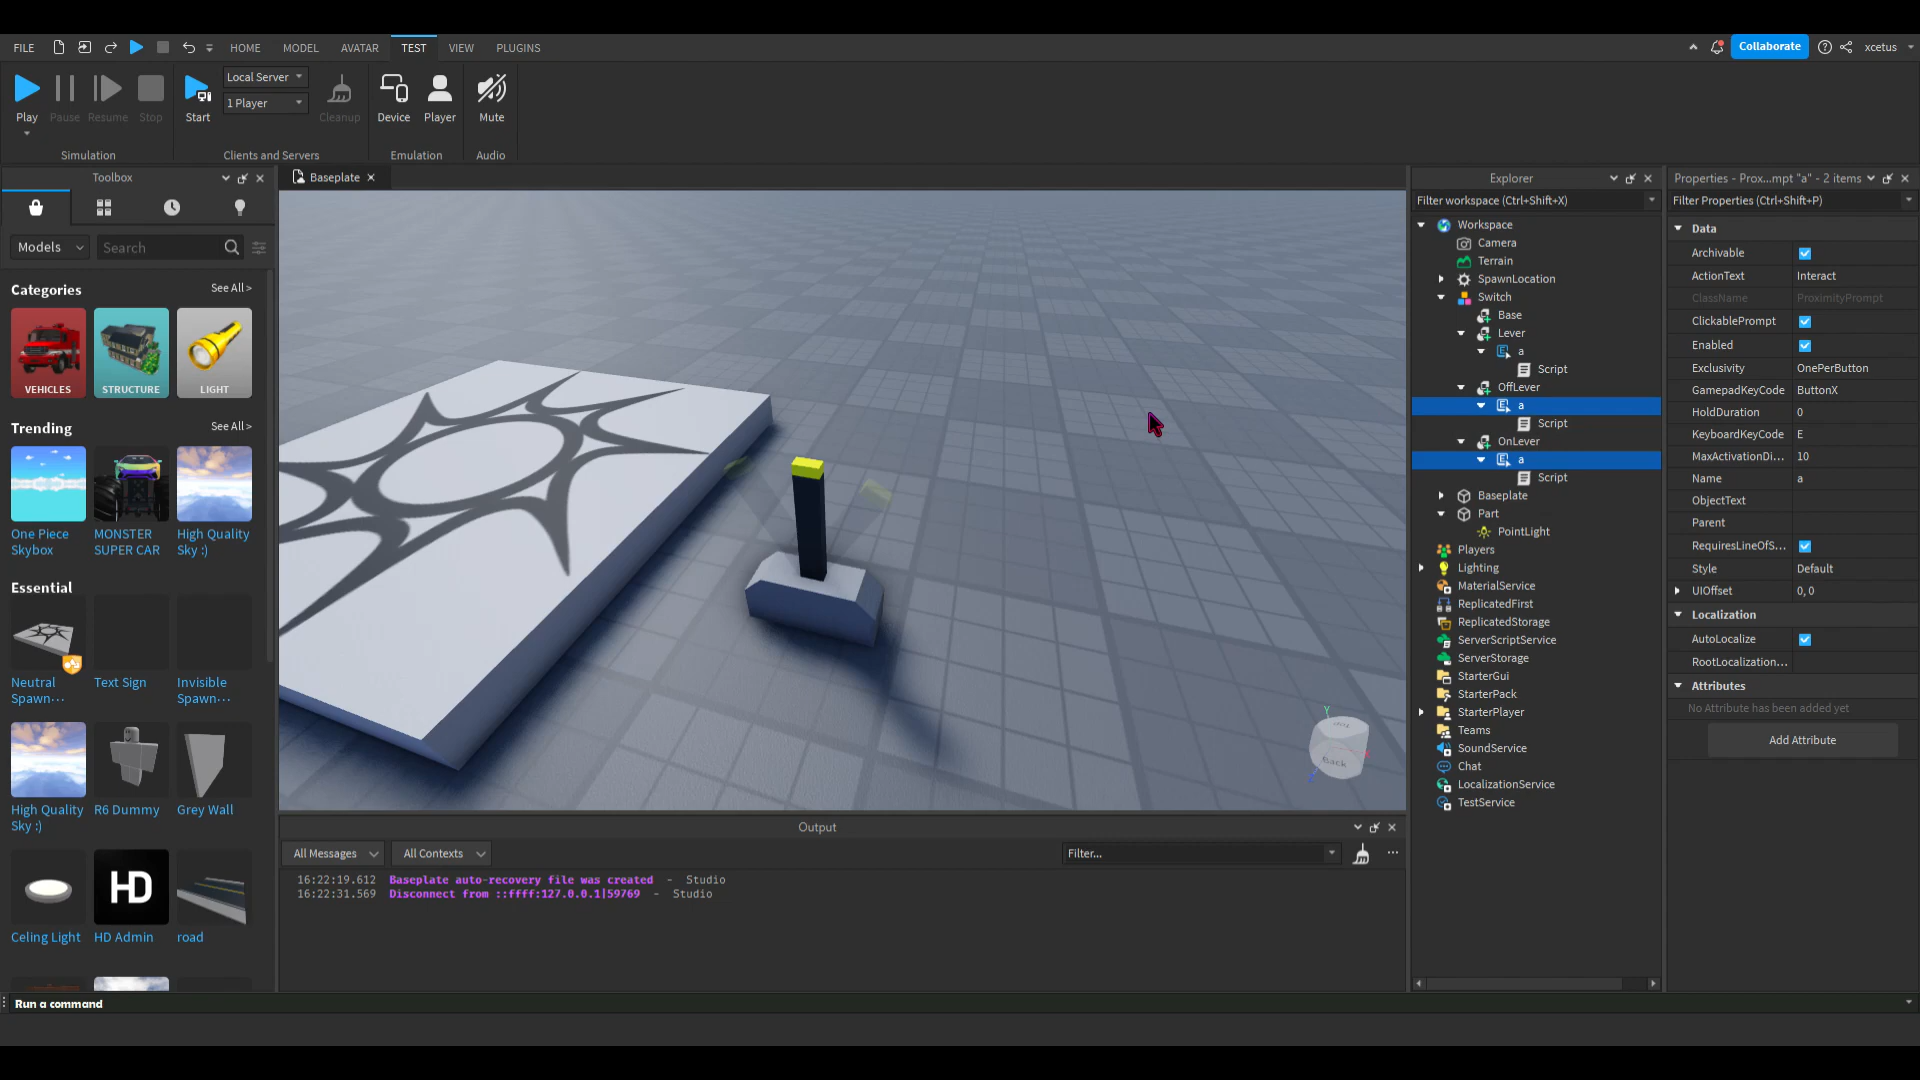 FILE HOME MODEL AVATAR TEST VIEW PLUGINS Collaborate xcetus
Play Pause Resume Stop
Simulation
Start
Local Server
1 Player
Cleanup
Clients and Servers
Device Player
Emulation
Mute
Audio
Toolbox
Models
Search
Categories See All >
VEHICLES STRUCTURE LIGHT
Trending See All >
One Piece Skybox
MONSTER SUPER CAR
High Quality Sky :)
Essential
Neutral Spawn...
Text Sign
Invisible Spawn...
High Quality Sky :)
R6 Dummy
Grey Wall
Celing Light
HD
HD Admin
road
Baseplate
Back
Y
Output
All Messages All Contexts Filter...
16:22:19.612 Baseplate auto-recovery file was created - Studio
16:22:31.569 Disconnect from ::ffff:127.0.0.1|59769 - Studio
Run a command
Explorer
Filter workspace (Ctrl+Shift+X)
Workspace
Camera
Terrain
SpawnLocation
Switch
Base
Lever
a
Script
OffLever
a
Script
OnLever
a
Script
Baseplate
Part
PointLight
Players
Lighting
MaterialService
ReplicatedFirst
ReplicatedStorage
ServerScriptService
ServerStorage
StarterGui
StarterPack
StarterPlayer
Teams
SoundService
Chat
LocalizationService
TestService
Properties - Prox...mpt "a" - 2 items
Filter Properties (Ctrl+Shift+P)
Data
Archivable
ActionText Interact
ClassName ProximityPrompt
ClickablePrompt
Enabled
Exclusivity OnePerButton
GamepadKeyCode ButtonX
HoldDuration 0
KeyboardKeyCode E
MaxActivationDi... 10
Name a
ObjectText
Parent
RequiresLineOfS...
Style Default
UIOffset 0, 0
Localization
AutoLocalize
RootLocalization...
Attributes
No Attribute has been added yet
Add Attribute